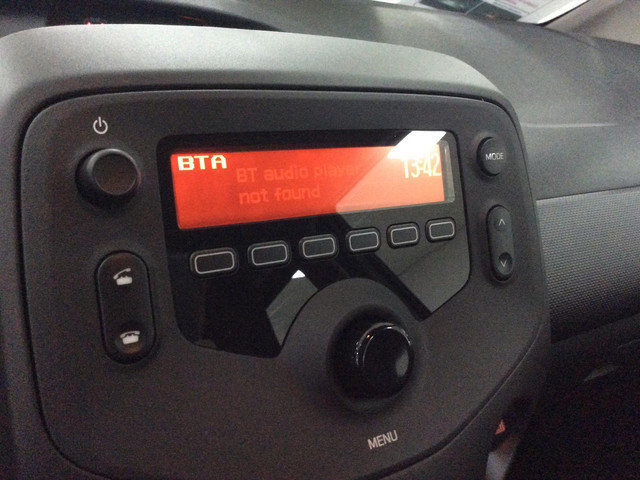 BTA
BT audio player
not found
13:42
MODE
MENU